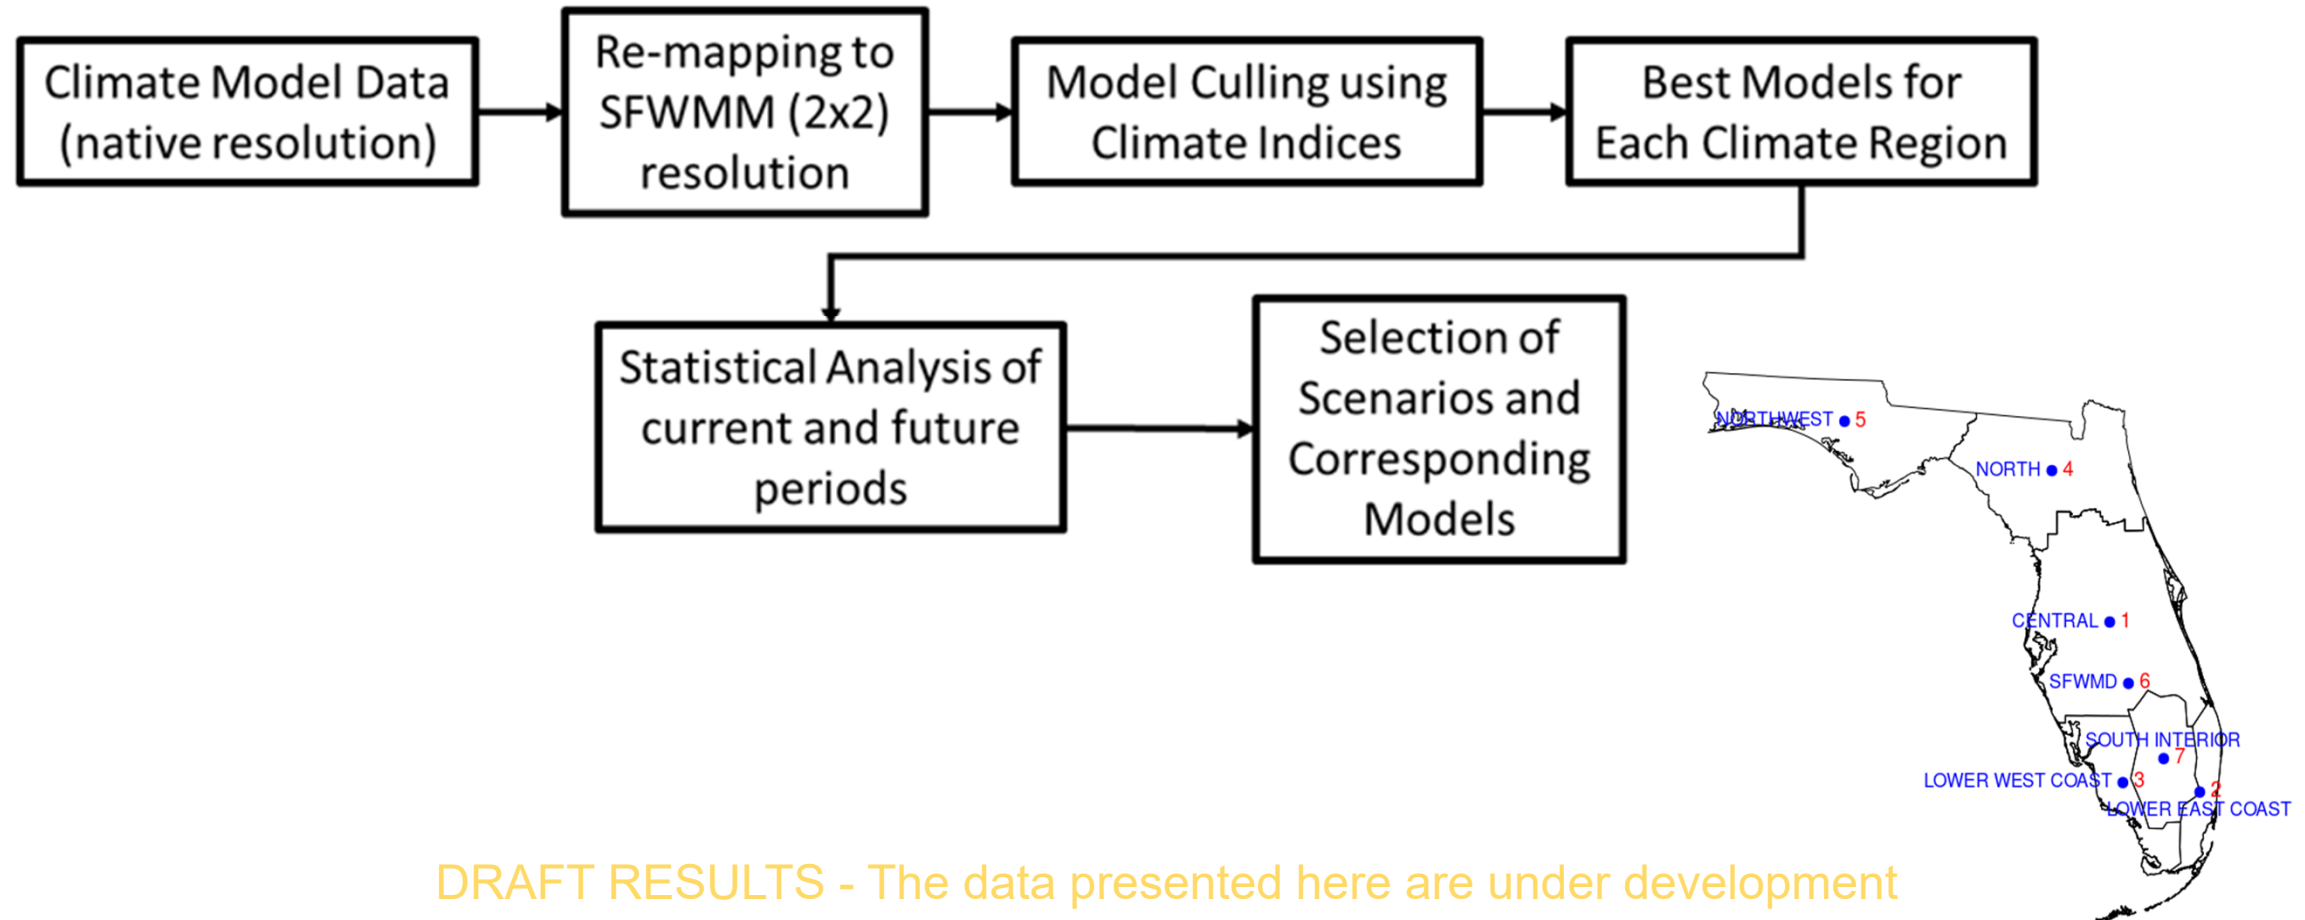 Climate Model Data
(native resolution)
Re-mapping to
SFWMM (2x2)
resolution
Model Culling using
Climate Indices
Best Models for
Each Climate Region
Statistical Analysis of
current and future
periods
Selection of
Scenarios and
Corresponding
Models
NORTHWEST 5
NORTH 4
CENTRAL 1
SFWMD 6
SOUTH INTERIOR
7
LOWER WEST COAST 3
2
LOWER EAST COAST
DRAFT RESULTS - The data presented here are under development